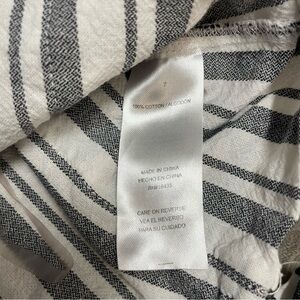 100% COTTON / ALGODÓN
MADE IN CHINA
HECHO EN CHINA
CARE ON REVERSE
VEA EL REVERSO
PARA SU CUIDADO